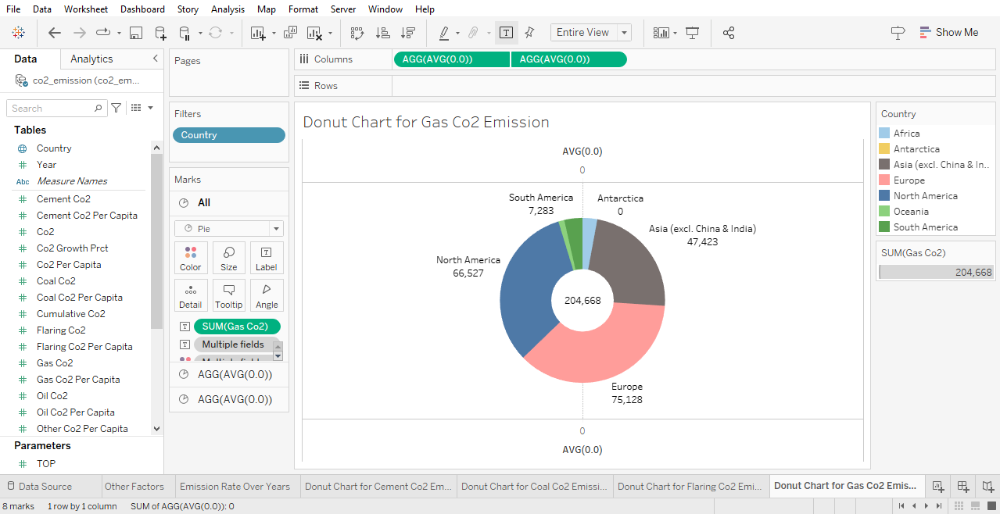 File Data Worksheet Dashboard Story Analysis Map Format Server Window Help
Entire View
Show Me
Data Analytics
co2_emission (co2_em...
Search
Tables
Country
Year
Abc Measure Names
Cement Co2
Cement Co2 Per Capita
Co2
Co2 Growth Prct
Co2 Per Capita
Coal Co2
Coal Co2 Per Capita
Cumulative Co2
Flaring Co2
Flaring Co2 Per Capita
Gas Co2
Gas Co2 Per Capita
Oil Co2
Oil Co2 Per Capita
Other Co2 Per Capita
Parameters
TOP
Pages
Filters
Country
Marks
All
Pie
Color Size Label
Detail Tooltip Angle
SUM(Gas Co2)
Multiple fields
AGG(AVG(0.0))
AGG(AVG(0.0))
Columns AGG(AVG(0.0)) AGG(AVG(0.0))
Rows
Donut Chart for Gas Co2 Emission
AVG(0.0)
0
South America
7,283
Antarctica
0
Asia (excl. China & India)
47,423
North America
66,527
204,668
Europe
75,128
0
AVG(0.0)
Country
Africa
Antarctica
Asia (excl. China & In..
Europe
North America
Oceania
South America
SUM(Gas Co2)
204,668
Data Source Other Factors Emission Rate Over Years Donut Chart for Cement Co2 Em... Donut Chart for Coal Co2 Emissi... Donut Chart for Flaring Co2 Emi... Donut Chart for Gas Co2 Emis...
8 marks 1 row by 1 column SUM of AGG(AVG(0.0)): 0